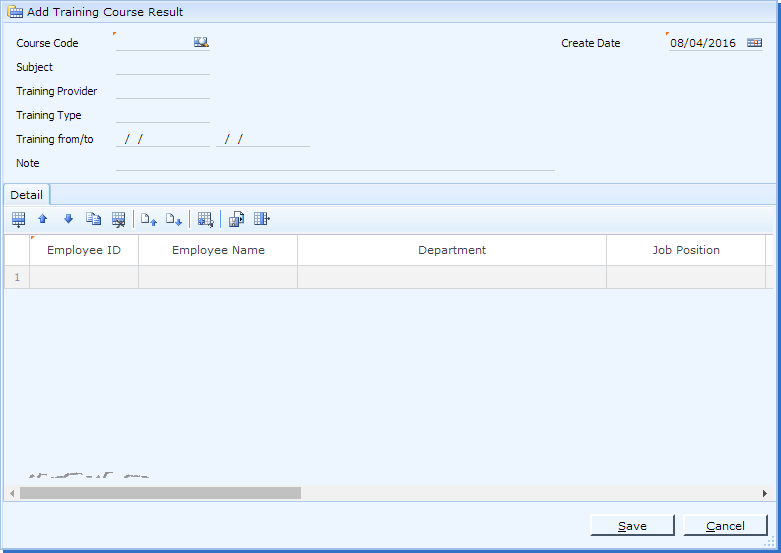 Add Training Course Result
Course Code
Create Date 08/04/2016
Subject
Training Provider
Training Type
Training from/to / / / /
Note
Detail
Employee ID Employee Name Department Job Position
1
Save Cancel